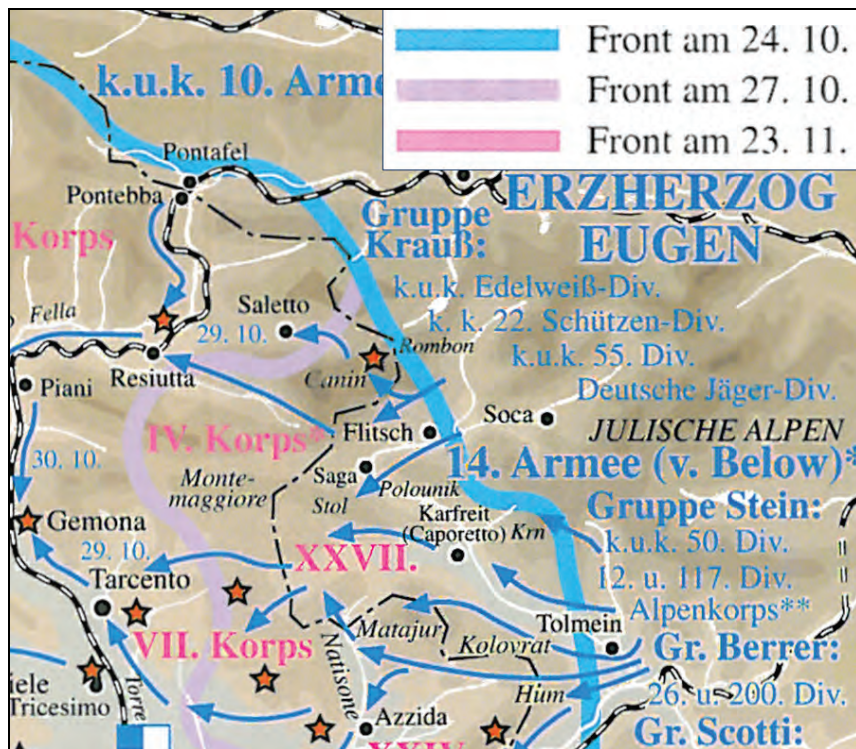 Front am 24. 10.
Front am 27. 10.
Front am 23. 11.
k.u.k. 10. Arme
Pontafel
Pontebba
ERZHERZOG
EUGEN
Gruppe
Krauß:
Korps
k.u.k. Edelweiß-Div.
k. k. 22. Schützen-Div.
k.u.k. 55. Div.
Deutsche Jäger-Div.
Fella
Saletto
29. 10.
Rombon
Resiutta
Canin
Piani
Soca
JULISCHE ALPEN
Flitsch
IV. Korps*
14. Armee (v. Below)*
30. 10.
Saga
Monte-
maggiore
Stol
Polounik
Gruppe Stein:
Gemona
Karfreit
(Caporetto)
Krn
k.u.k. 50. Div.
29. 10.
XXVII.
12. u. 117. Div.
Tarcento
Alpenkorps**
Tolmein
Matajur
VII. Korps
Kolovrat
Gr. Berrer:
Natisone
Torre
Hum
26. u. 200. Div.
iele
Tricesimo
Azzida
Gr. Scotti:
XXIV.